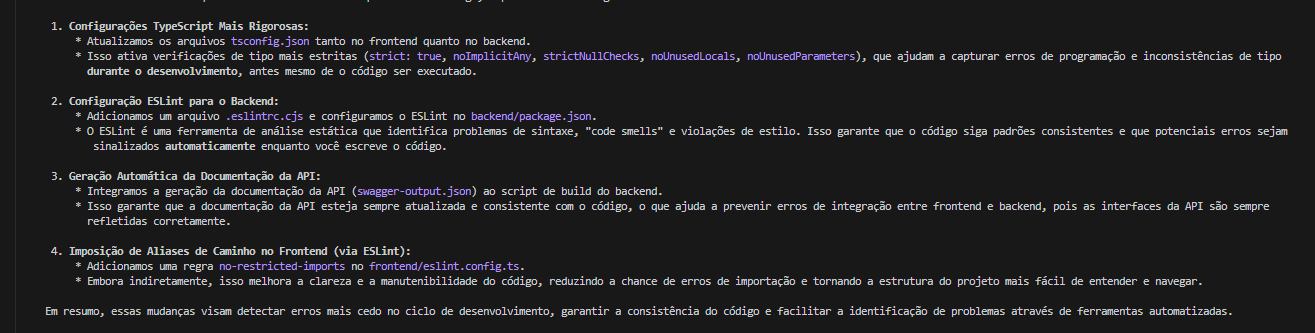 1. Configurações TypeScript Mais Rigorosas:
* Atualizamos os arquivos tsconfig.json tanto no frontend quanto no backend.
* Isso ativa verificações de tipo mais estritas (strict: true, noImplicitAny, strictNullChecks, noUnusedLocals, noUnusedParameters), que ajudam a capturar erros de programação e inconsistências de tipo
durante o desenvolvimento, antes mesmo de o código ser executado.
2. Configuração ESLint para o Backend:
* Adicionamos um arquivo .eslintrc.cjs e configuramos o ESLint no backend/package.json.
* O ESLint é uma ferramenta de análise estática que identifica problemas de sintaxe, "code smells" e violações de estilo. Isso garante que o código siga padrões consistentes e que potenciais erros sejam
sinalizados automaticamente enquanto você escreve o código.
3. Geração Automática da Documentação da API:
* Integramos a geração da documentação da API (swagger-output.json) ao script de build do backend.
* Isso garante que a documentação da API esteja sempre atualizada e consistente com o código, o que ajuda a prevenir erros de integração entre frontend e backend, pois as interfaces da API são sempre
refletidas corretamente.
4. Imposição de Aliases de Caminho no Frontend (via ESLint):
* Adicionamos uma regra no-restricted-imports no frontend/eslint.config.ts.
* Embora indiretamente, isso melhora a clareza e a manutenibilidade do código, reduzindo a chance de erros de importação e tornando a estrutura do projeto mais fácil de entender e navegar.
Em resumo, essas mudanças visam detectar erros mais cedo no ciclo de desenvolvimento, garantir a consistência do código e facilitar a identificação de problemas através de ferramentas automatizadas.